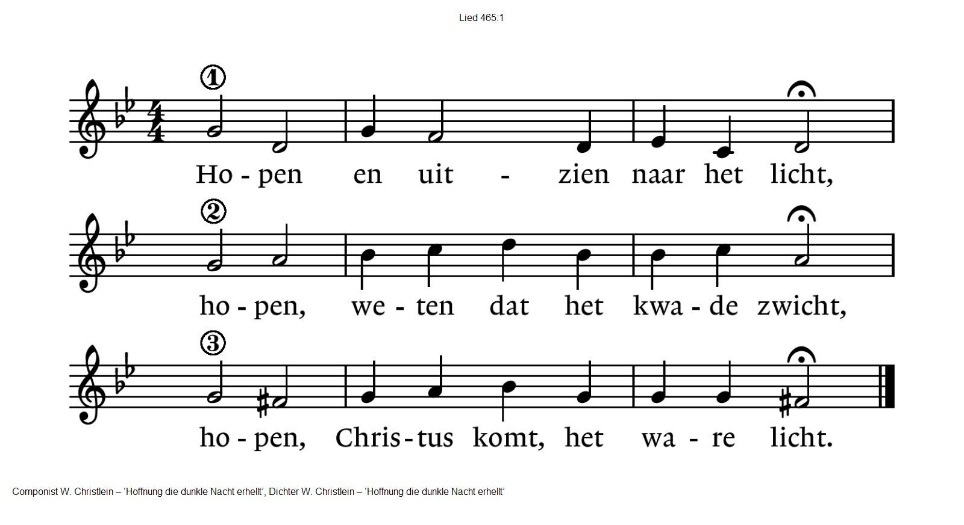 Lied 465:1
①
4/4
Ho - pen en uit - zien naar het licht,
②
ho - pen, we - ten dat het kwa - de zwicht,
③
ho - pen, Chris - tus komt, het wa - re licht.
Componist W. Christlein – 'Hoffnung die dunkle Nacht erhellt', Dichter W. Christlein – 'Hoffnung die dunkle Nacht erhellt'